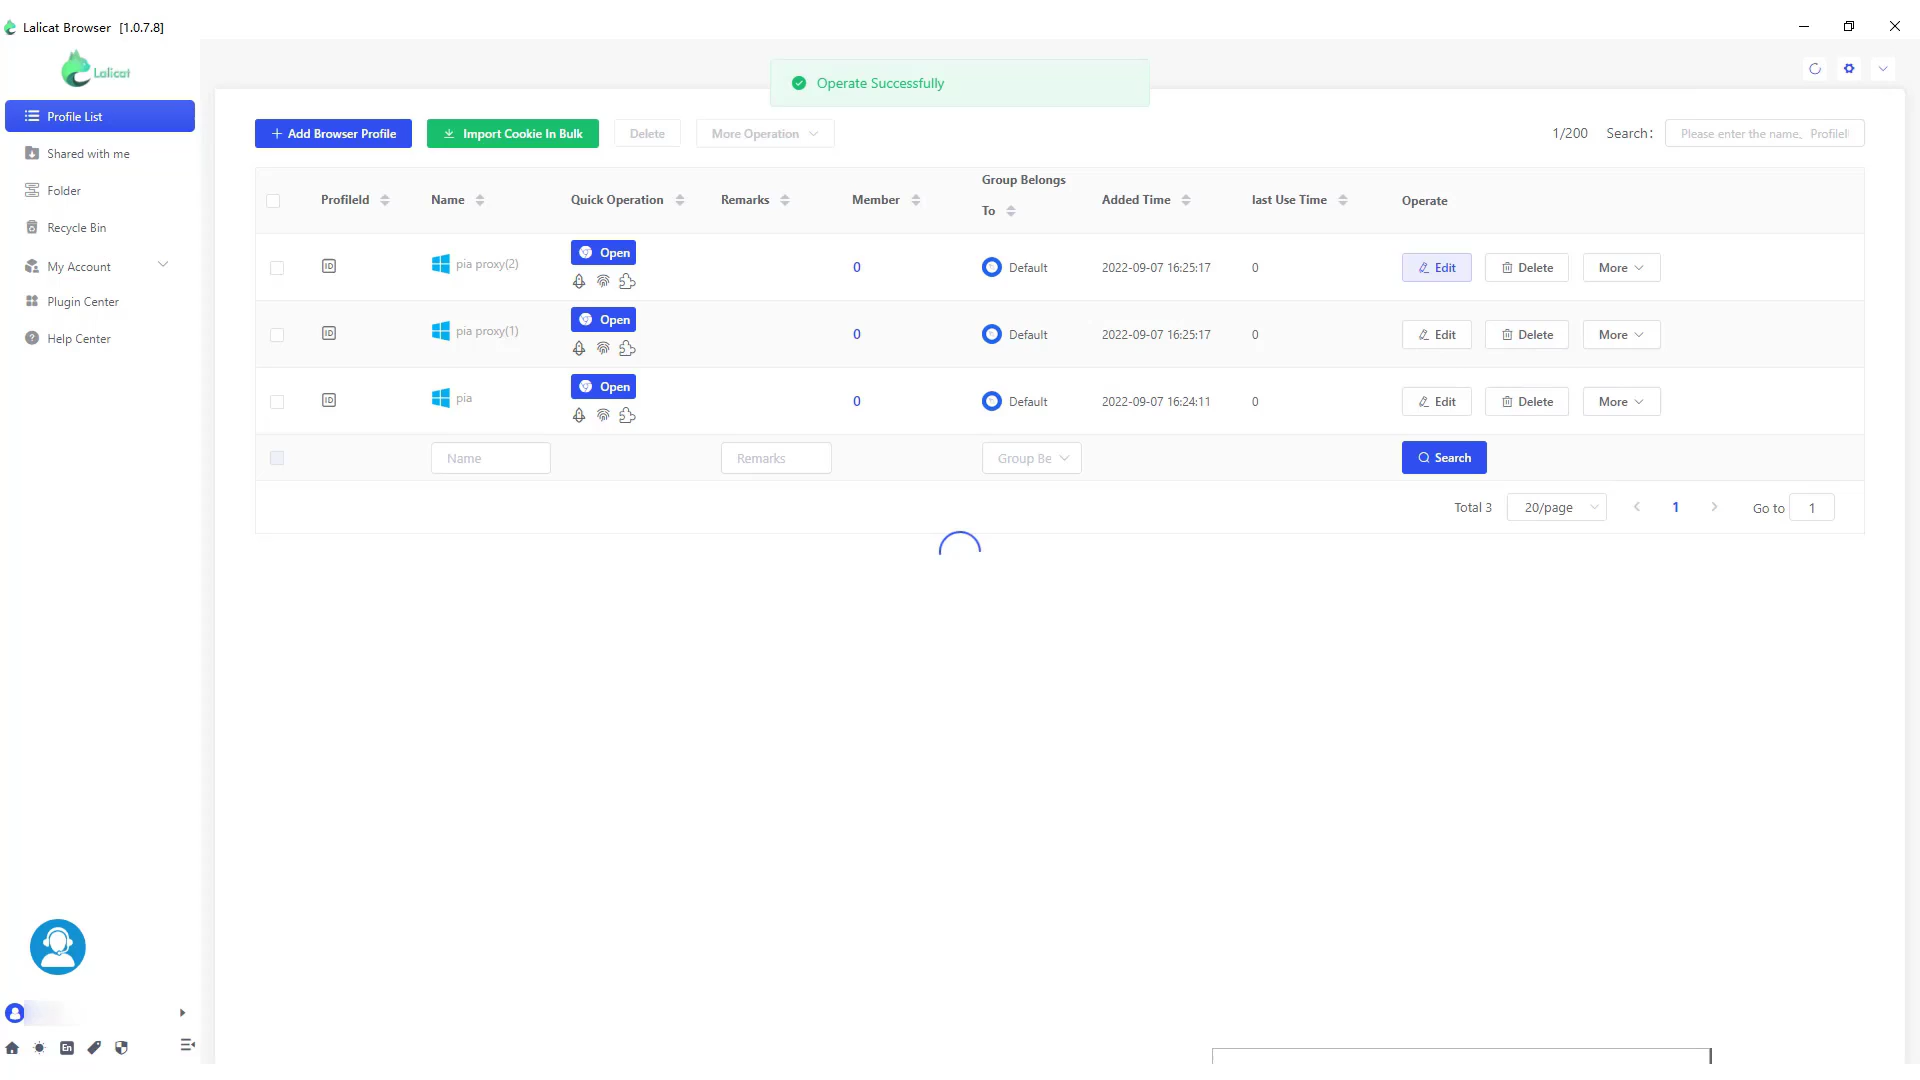 Lalicat Browser [1.0.7.8]
Lalicat
Operate Successfully
Profile List
Shared with me
Folder
Recycle Bin
My Account
Plugin Center
Help Center
Add Browser Profile
Import Cookie In Bulk
Delete
More Operation
1/200
Search:
Please enter the name、Profilel
ProfileId
Name
Quick Operation
Remarks
Member
Group Belongs
To
Added Time
last Use Time
Operate
ID
pia proxy(2)
Open
0
Default
2022-09-07 16:25:17
0
Edit
Delete
More
ID
pia proxy(1)
Open
0
Default
2022-09-07 16:25:17
0
Edit
Delete
More
ID
pia
Open
0
Default
2022-09-07 16:24:11
0
Edit
Delete
More
Name
Remarks
Group Be
Search
Total 3
20/page
1
Go to
1
En